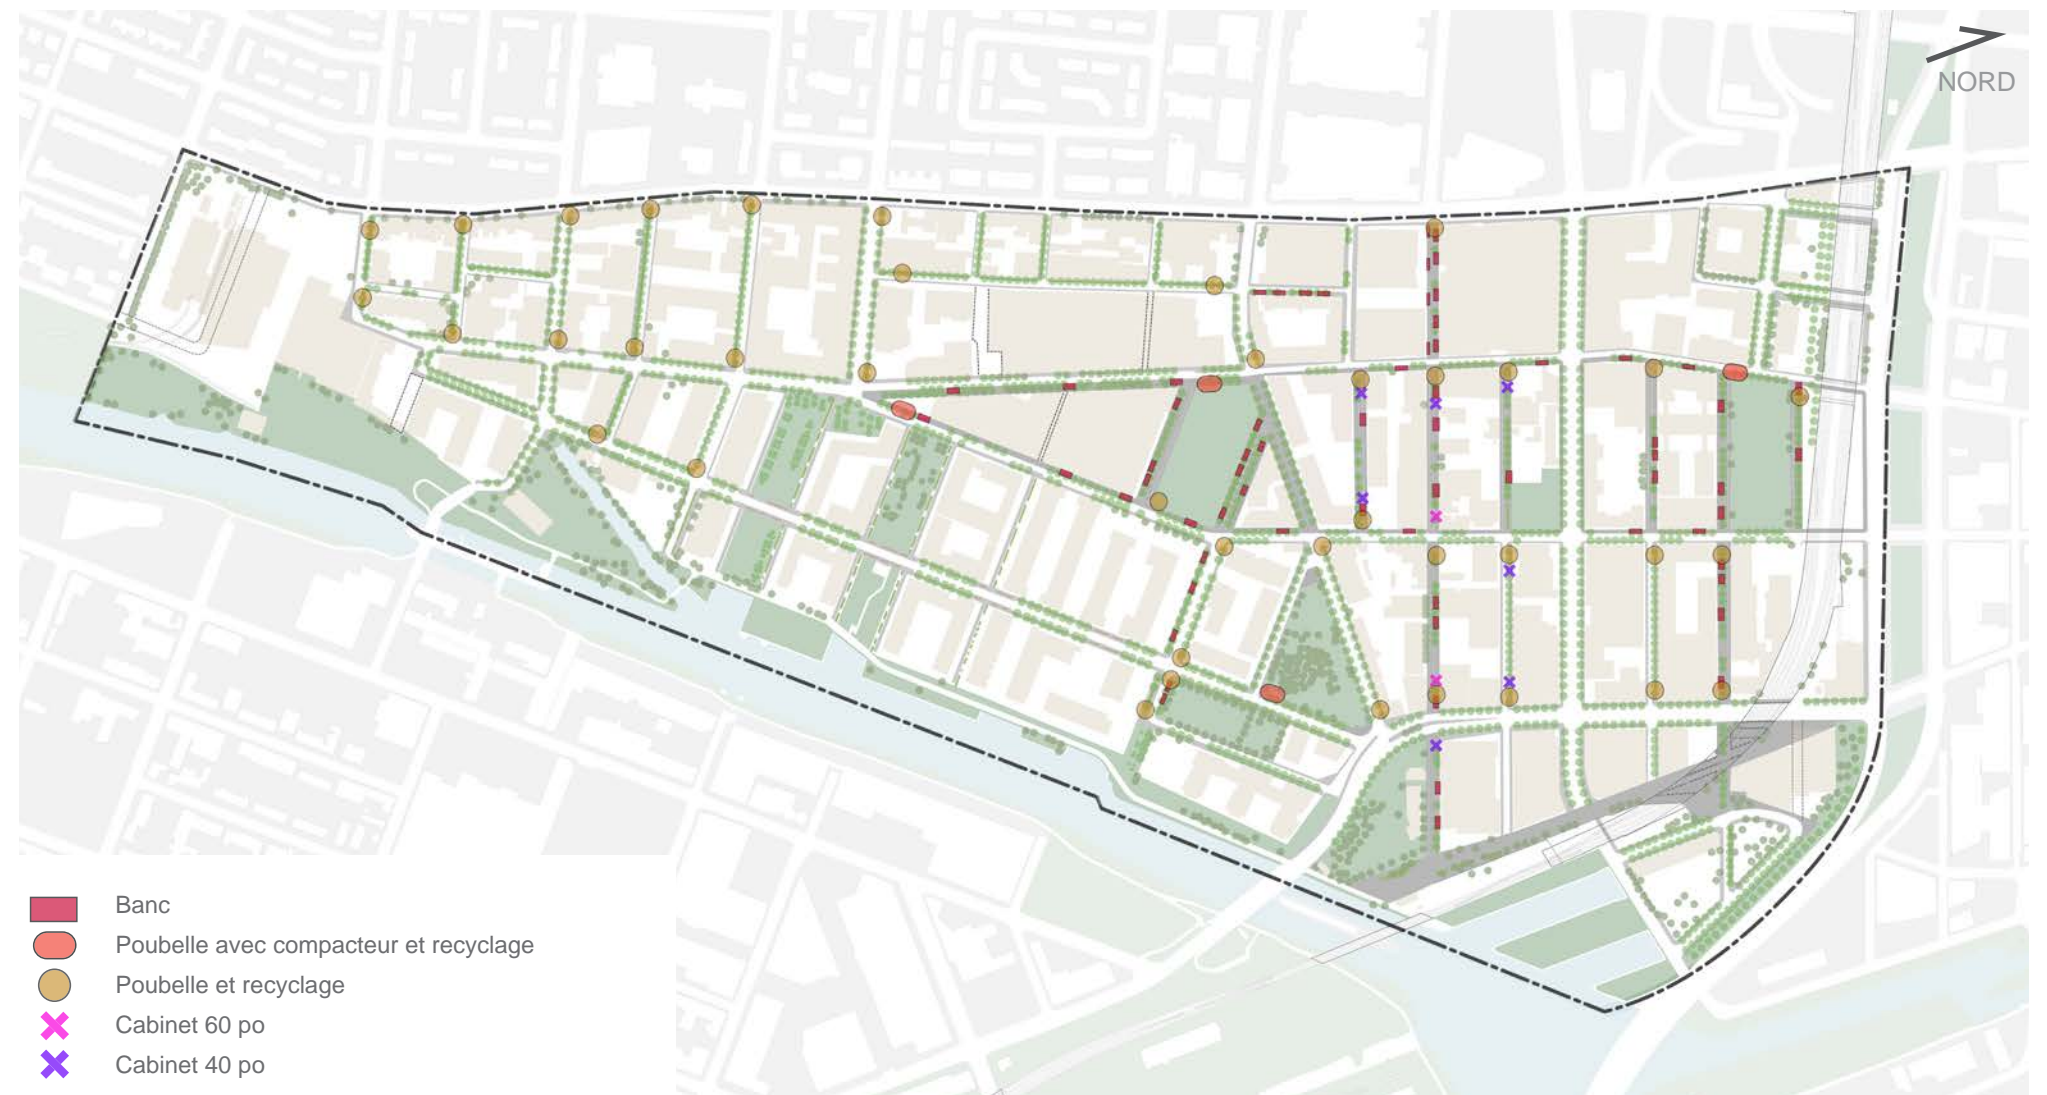 NORD
Banc
Poubelle avec compacteur et recyclage
Poubelle et recyclage
Cabinet 60 po
Cabinet 40 po